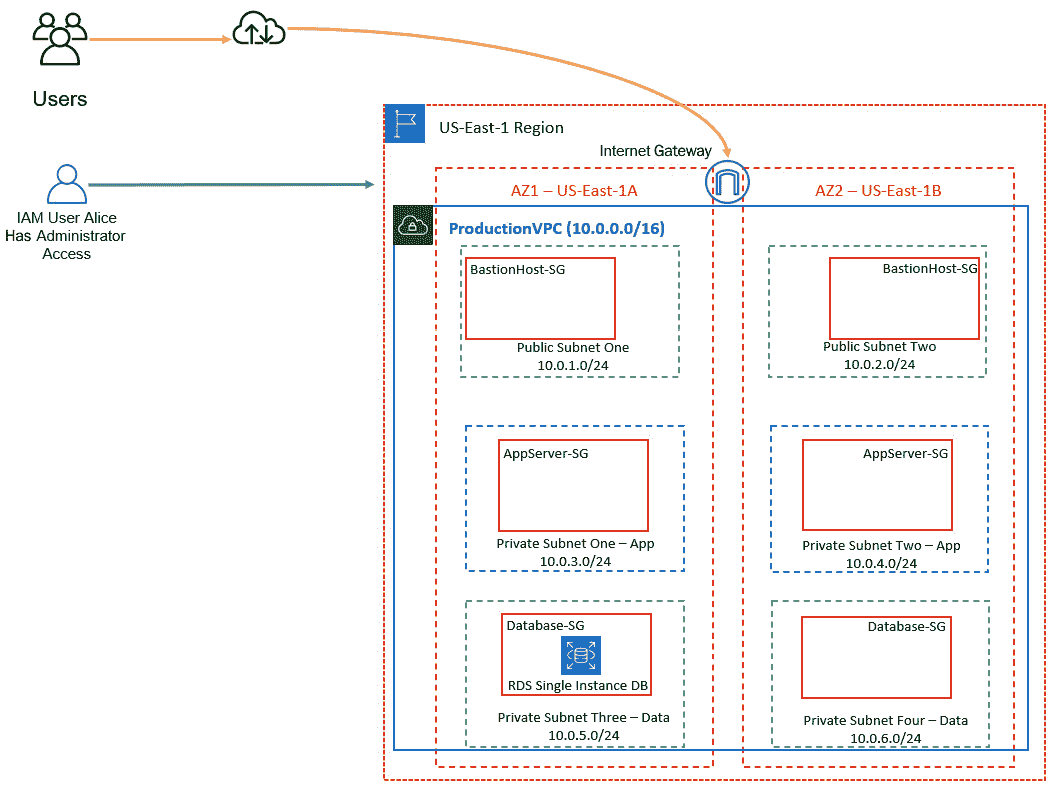 Users
IAM User Alice
Has Administrator
Access
US-East-1 Region
Internet Gateway
AZ1 – US-East-1A
AZ2 – US-East-1B
ProductionVPC (10.0.0.0/16)
BastionHost-SG
Public Subnet One
10.0.1.0/24
BastionHost-SG
Public Subnet Two
10.0.2.0/24
AppServer-SG
Private Subnet One – App
10.0.3.0/24
AppServer-SG
Private Subnet Two – App
10.0.4.0/24
Database-SG
RDS Single Instance DB
Private Subnet Three – Data
10.0.5.0/24
Database-SG
Private Subnet Four – Data
10.0.6.0/24